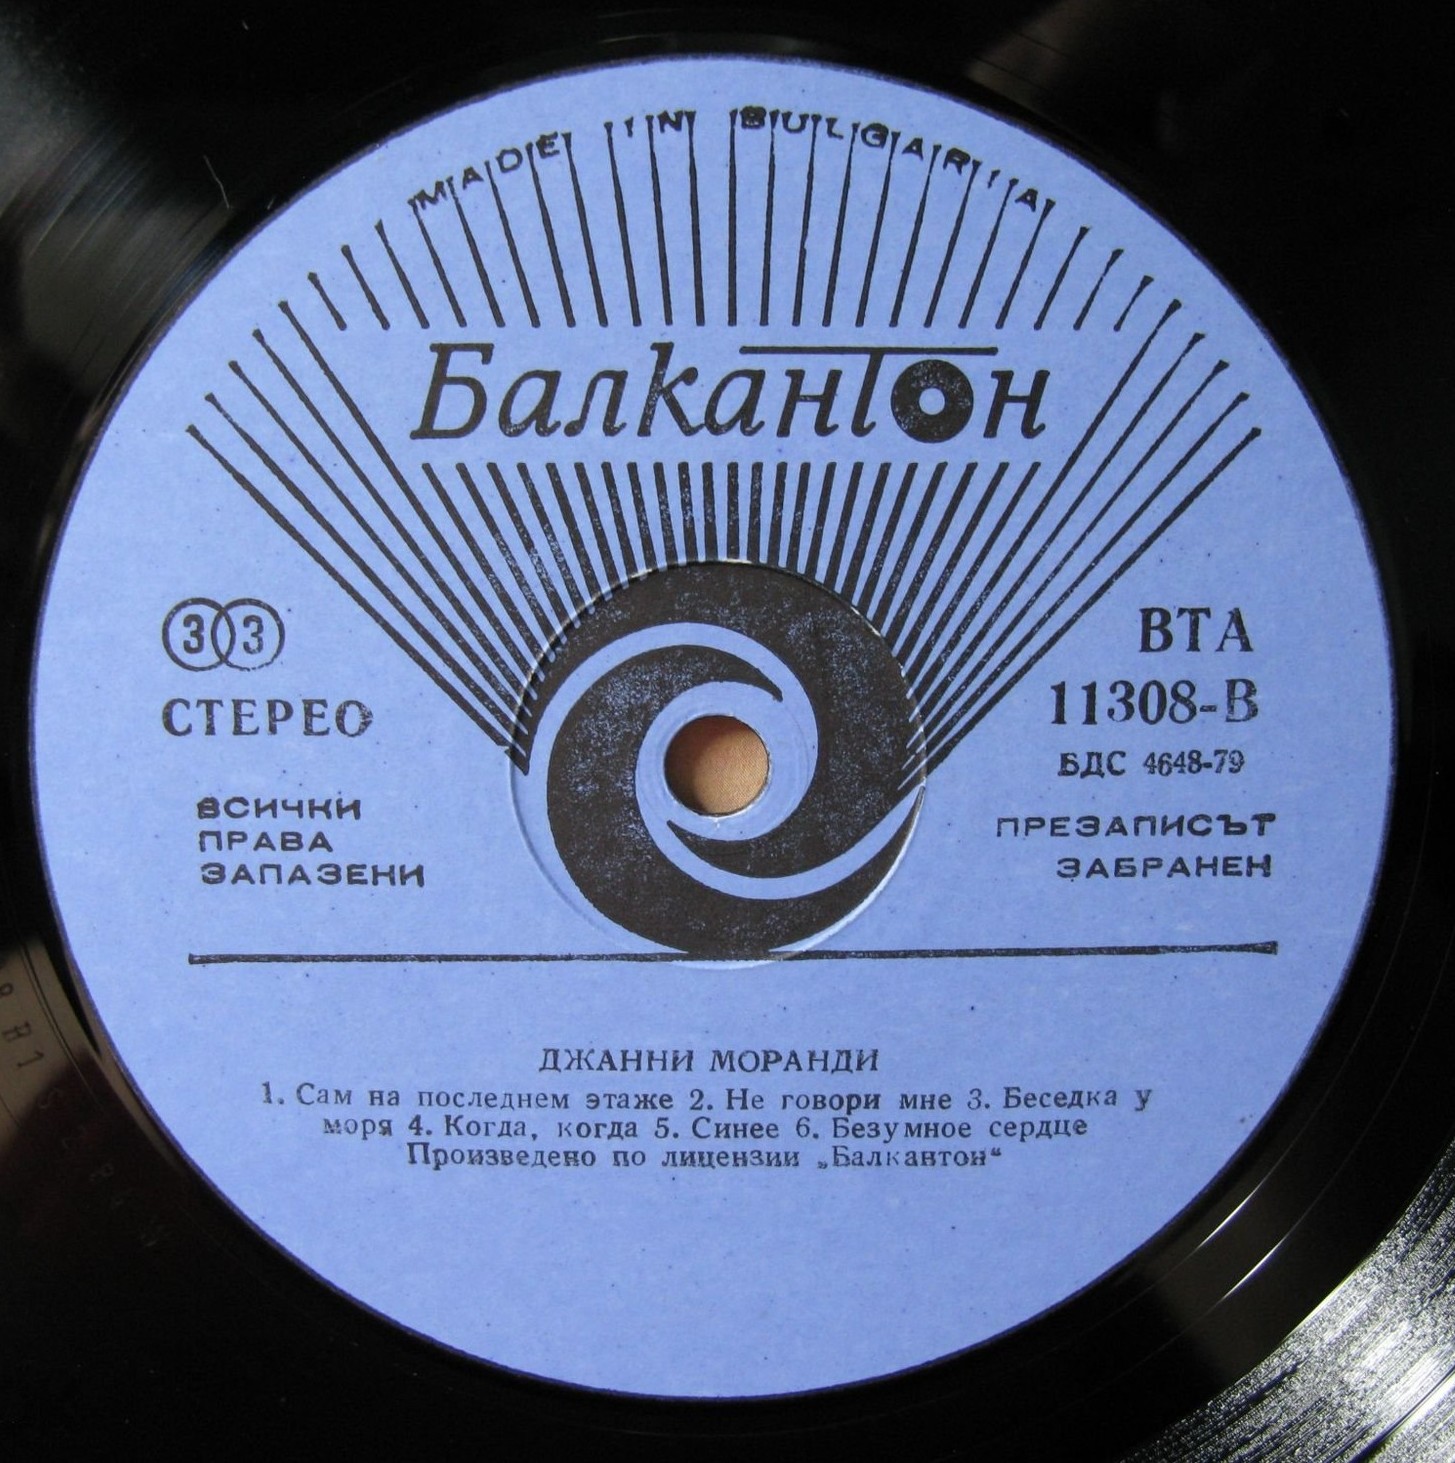 MADE IN BULGARIA
Балкантон
33
СТЕРЕО
ВСИЧКИ
ПРАВА
ЗАПАЗЕНИ
ВТА
11308-В
БДС 4648-79
ПРЕЗАПИСЪТ
ЗАБРАНЕН
ДЖАННИ МОРАНДИ
1. Сам на последнем этаже 2. Не говори мне 3. Беседка у
моря 4. Когда, когда 5. Синее 6. Безумное сердце
Произведено по лицензии „Балкантон“